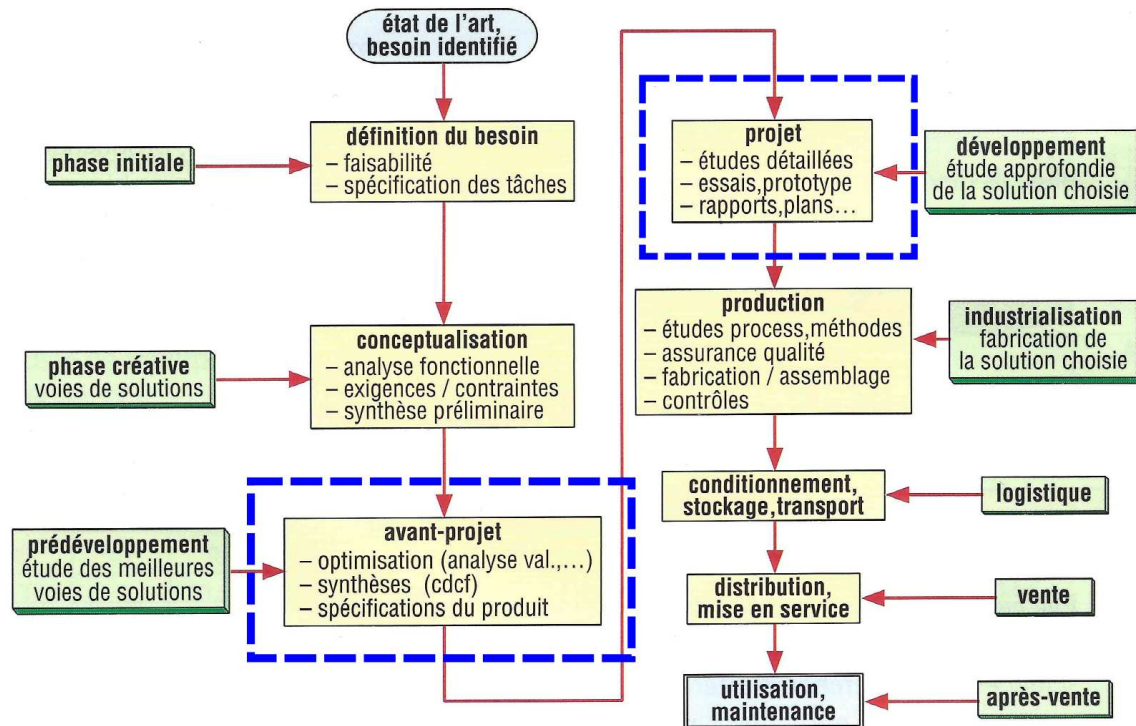 état de l'art,
besoin identifié
phase initiale
définition du besoin
– faisabilité
– spécification des tâches
phase créative
voies de solutions
conceptualisation
– analyse fonctionnelle
– exigences / contraintes
– synthèse préliminaire
prédéveloppement
étude des meilleures
voies de solutions
avant-projet
– optimisation (analyse val.,…)
– synthèses (cdcf)
– spécifications du produit
projet
– études détaillées
– essais,prototype
– rapports,plans…
développement
étude approfondie
de la solution choisie
production
– études process,méthodes
– assurance qualité
– fabrication / assemblage
– contrôles
industrialisation
fabrication de
la solution choisie
conditionnement,
stockage,transport
logistique
distribution,
mise en service
vente
utilisation,
maintenance
après-vente